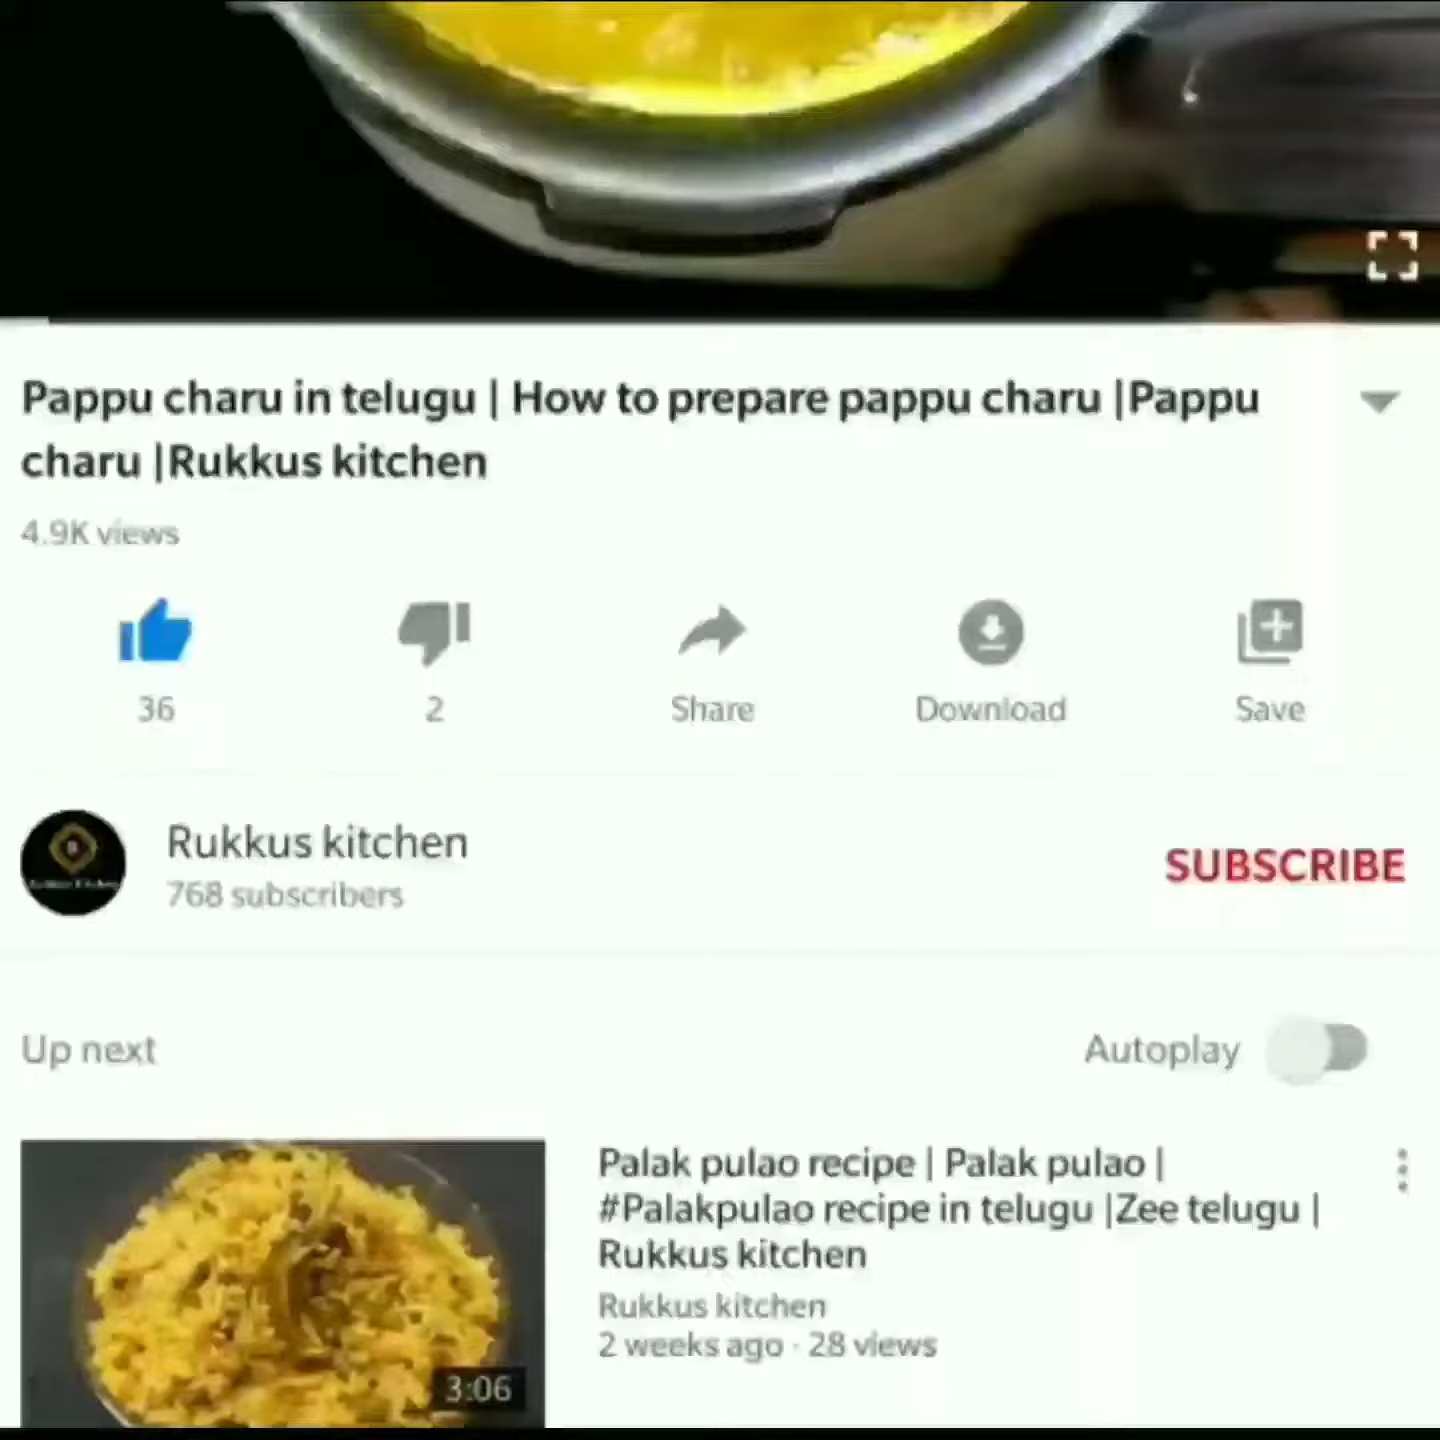 Pappu charu in telugu | How to prepare pappu charu |Pappu
charu |Rukkus kitchen
4.9K views
36
2
Share
Download
Save
Rukkus kitchen
768 subscribers
SUBSCRIBE
Up next
Autoplay
Palak pulao recipe | Palak pulao |
#Palakpulao recipe in telugu |Zee telugu |
Rukkus kitchen
Rukkus kitchen
2 weeks ago · 28 views
3:06